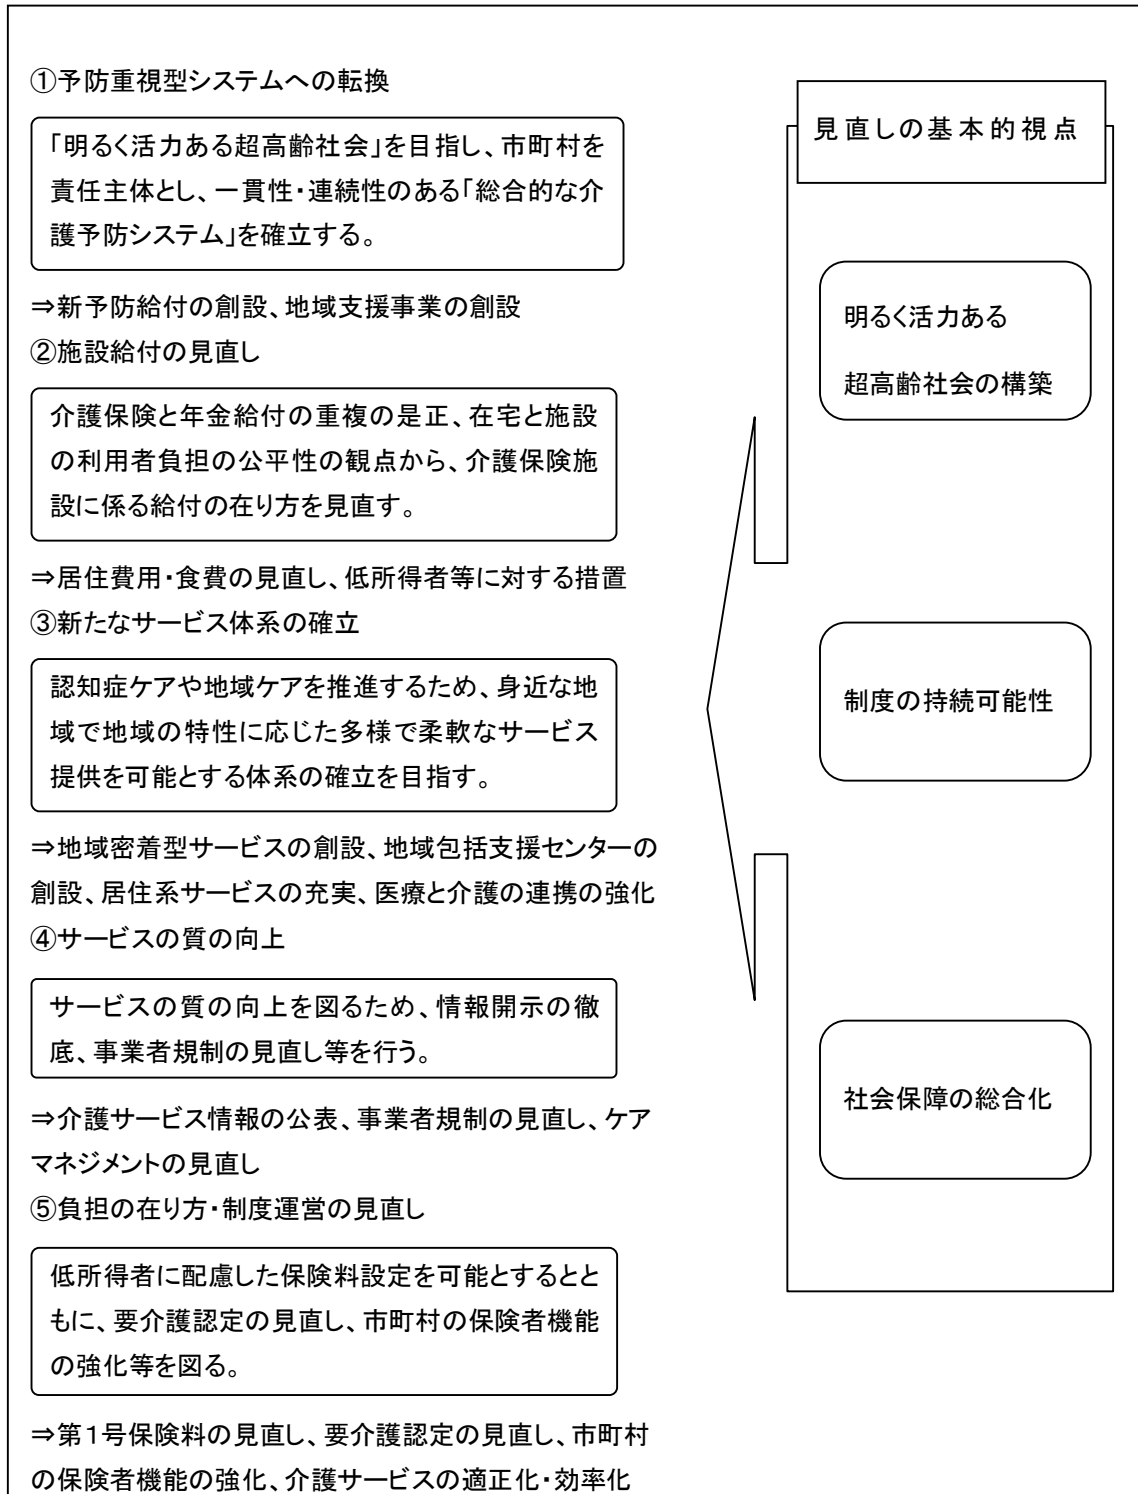 ①予防重視型システムへの転換
「明るく活力ある超高齢社会」を目指し、市町村を
責任主体とし、一貫性・連続性のある「総合的な介
護予防システム」を確立する。
⇒新予防給付の創設、地域支援事業の創設
②施設給付の見直し
介護保険と年金給付の重複の是正、在宅と施設
の利用者負担の公平性の観点から、介護保険施
設に係る給付の在り方を見直す。
⇒居住費用・食費の見直し、低所得者等に対する措置
③新たなサービス体系の確立
認知症ケアや地域ケアを推進するため、身近な地
域で地域の特性に応じた多様で柔軟なサービス
提供を可能とする体系の確立を目指す。
⇒地域密着型サービスの創設、地域包括支援センターの
創設、居住系サービスの充実、医療と介護の連携の強化
④サービスの質の向上
サービスの質の向上を図るため、情報開示の徹
底、事業者規制の見直し等を行う。
⇒介護サービス情報の公表、事業者規制の見直し、ケア
マネジメントの見直し
⑤負担の在り方・制度運営の見直し
低所得者に配慮した保険料設定を可能とするとと
もに、要介護認定の見直し、市町村の保険者機能
の強化等を図る。
⇒第1号保険料の見直し、要介護認定の見直し、市町村
の保険者機能の強化、介護サービスの適正化・効率化
見直しの基本的視点
明るく活力ある
超高齢社会の構築
制度の持続可能性
社会保障の総合化